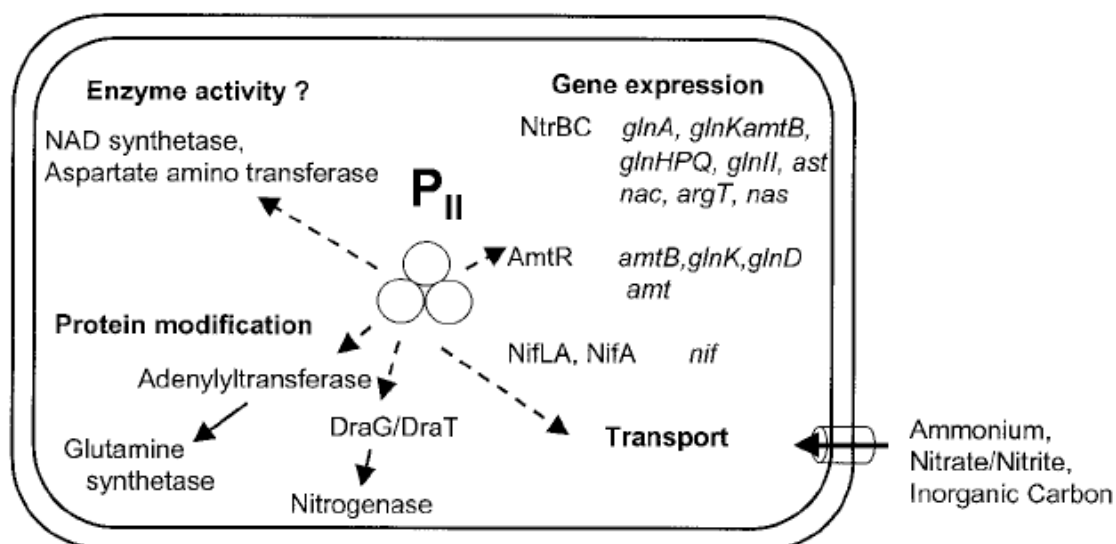 Enzyme activity ?
NAD synthetase,
Aspartate amino transferase
Gene expression
NtrBC glnA, glnKamtB,
glnHPQ, glnII, ast
nac, argT, nas
PII
AmtR amtB,glnK,glnD
amt
Protein modification
Adenylyltransferase
Glutamine
synthetase
DraG/DraT
Nitrogenase
NifLA, NifA nif
Transport
Ammonium,
Nitrate/Nitrite,
Inorganic Carbon